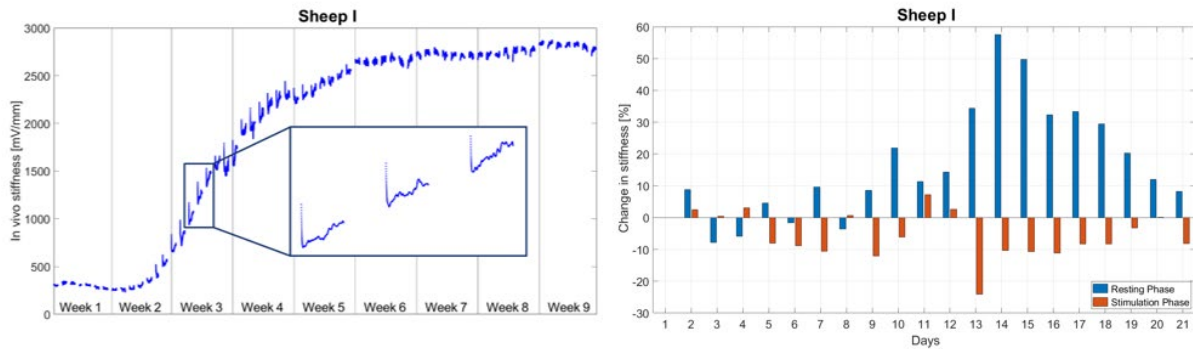 Sheep I
In vivo stiffness [mV/mm]
3000
2500
2000
1500
1000
500
0
Week 1 Week 2 Week 3 Week 4 Week 5 Week 6 Week 7 Week 8 Week 9
Sheep I
Change in stiffness [%]
60
50
40
30
20
10
0
-10
-20
-30
Resting Phase
Stimulation Phase
1 2 3 4 5 6 7 8 9 10 11 12 13 14 15 16 17 18 19 20 21
Days